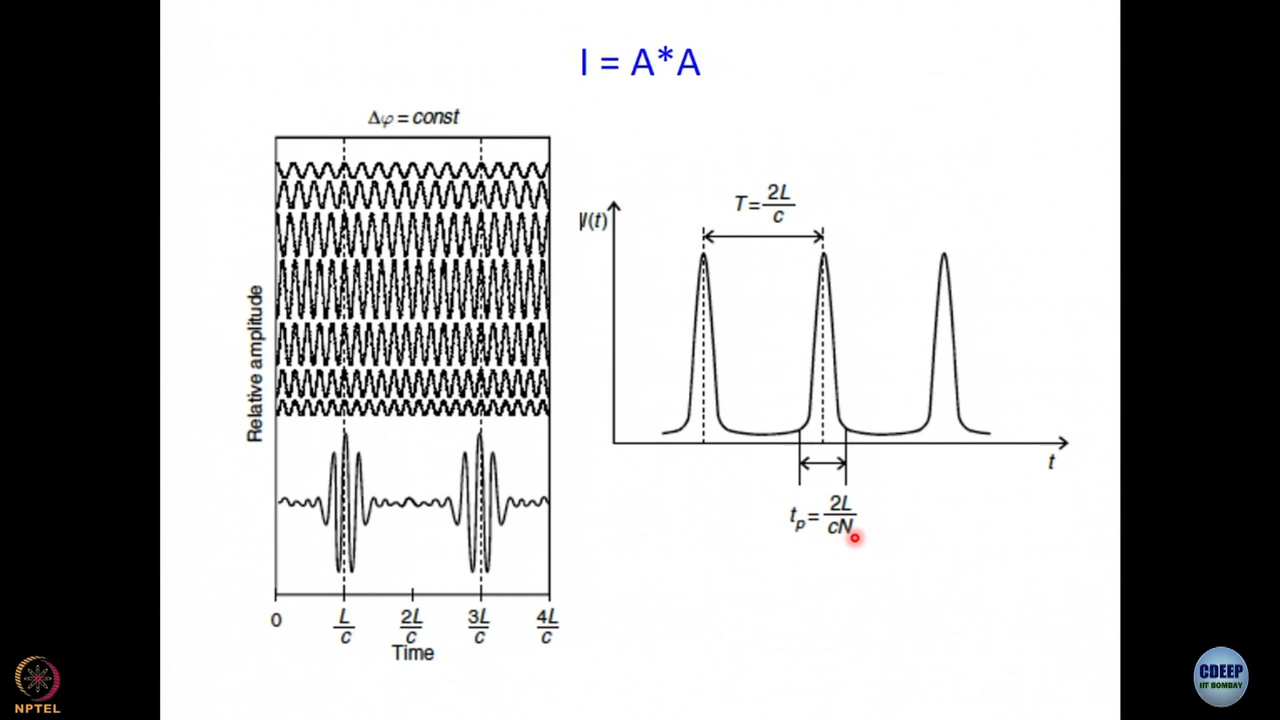 I = A*A
Δφ = const
Relative amplitude
0
L/c
2L/c
3L/c
4L/c
Time
I(t)
T = 2L/c
t
t_p = 2L/cN
NPTEL
CDEEP
IIT BOMBAY